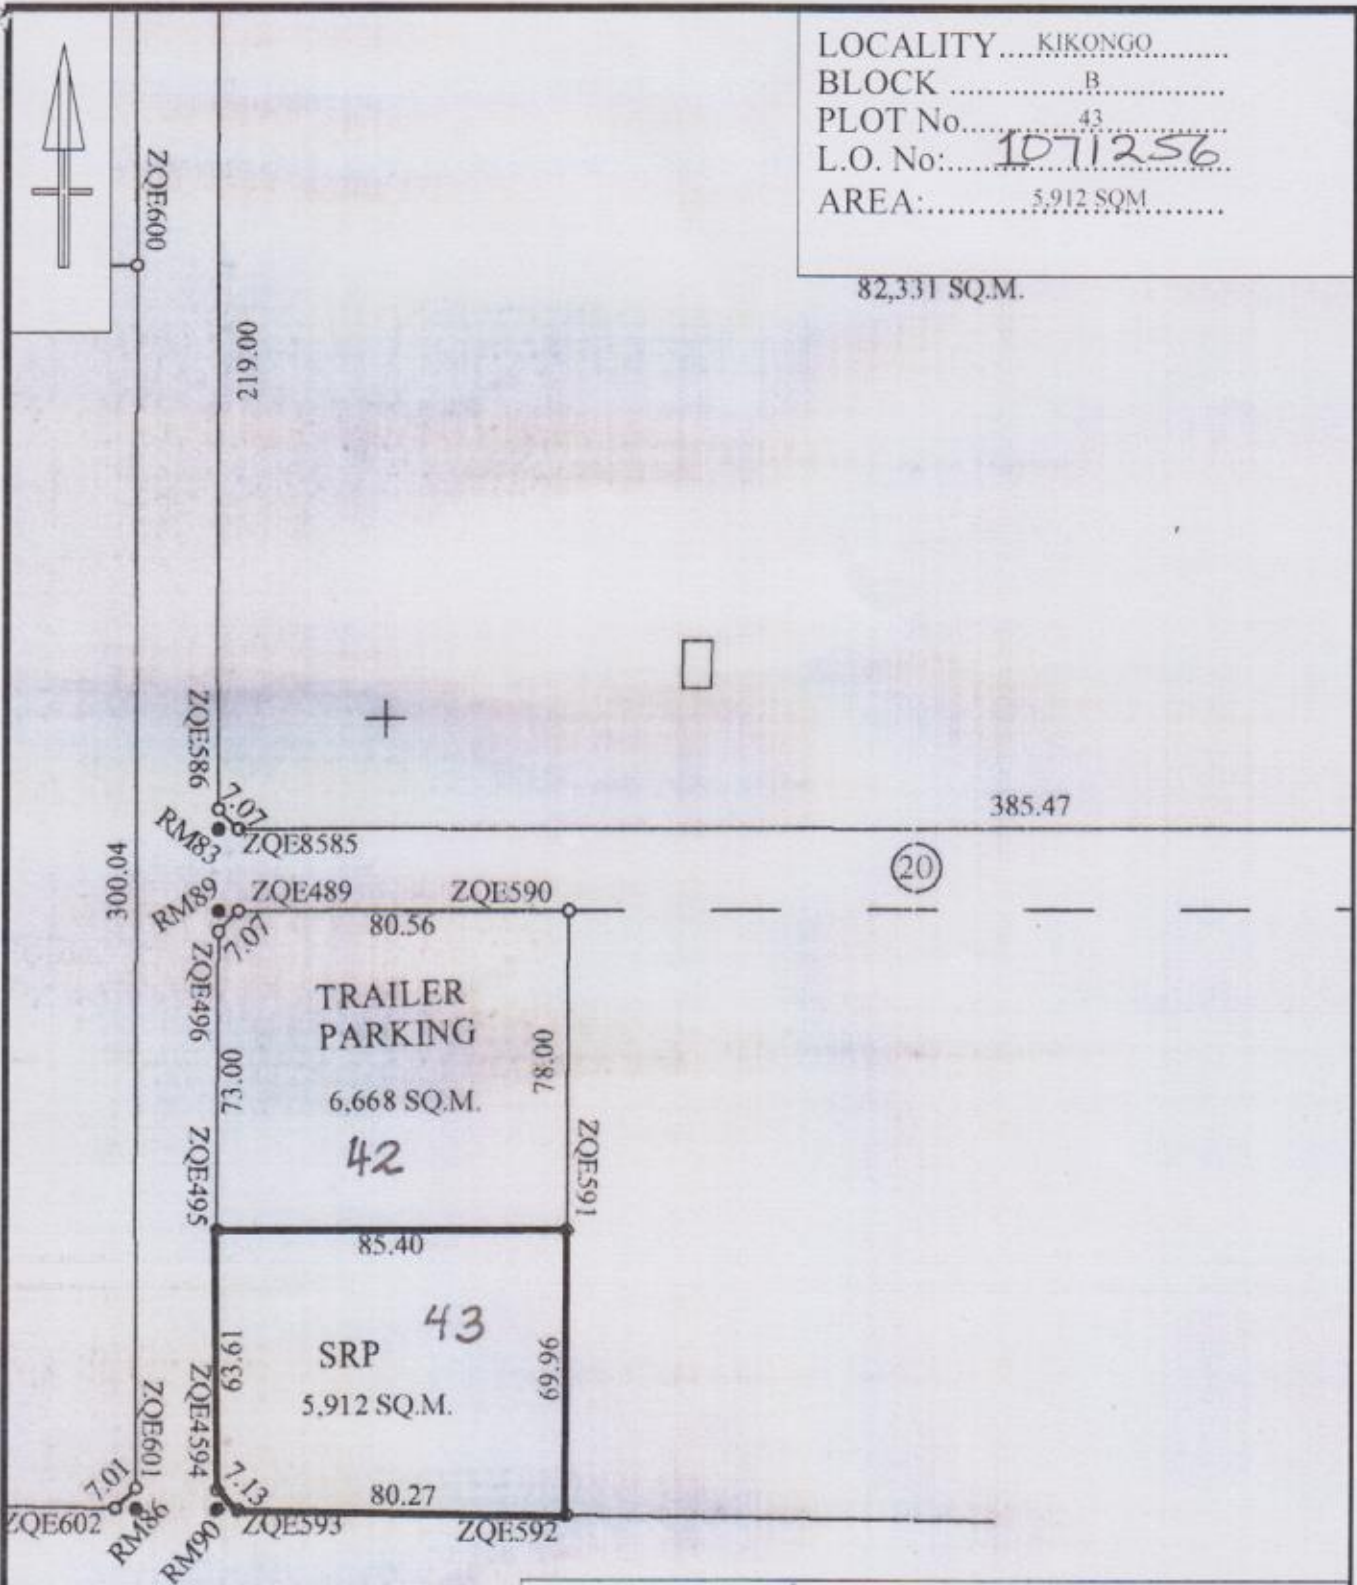 LOCALITY....KIKONGO........
BLOCK ..............B.............
PLOT No............43............
L.O. No:.....1071256
AREA:............5,912 SQM........
82,331 SQ.M.
ZQE600
219.00
ZQE586
7.07
RM83
ZQE8585
385.47
20
300.04
RM89
ZQE489
ZQE590
7.07
80.56
ZQE496
TRAILER
PARKING
73.00
78.00
6,668 SQ.M.
42
ZQE495
ZQE591
85.40
43
63.61
SRP
69.96
5,912 SQ.M.
ZQE601
ZQE4594
7.01
7.13
80.27
ZQE602
RM86
RM90
ZQE593
ZQE592